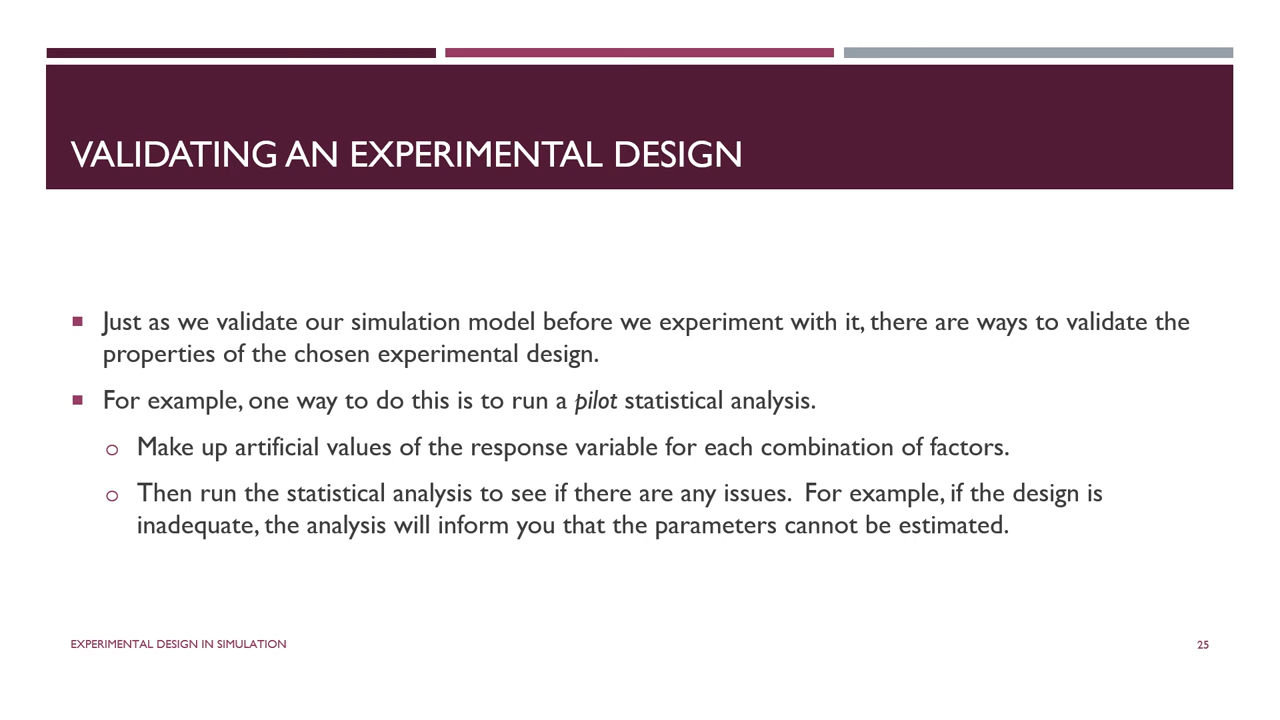 VALIDATING AN EXPERIMENTAL DESIGN
Just as we validate our simulation model before we experiment with it, there are ways to validate the
properties of the chosen experimental design.
For example, one way to do this is to run a pilot statistical analysis.
Make up artificial values of the response variable for each combination of factors.
Then run the statistical analysis to see if there are any issues.  For example, if the design is
inadequate, the analysis will inform you that the parameters cannot be estimated.
EXPERIMENTAL DESIGN IN SIMULATION
25